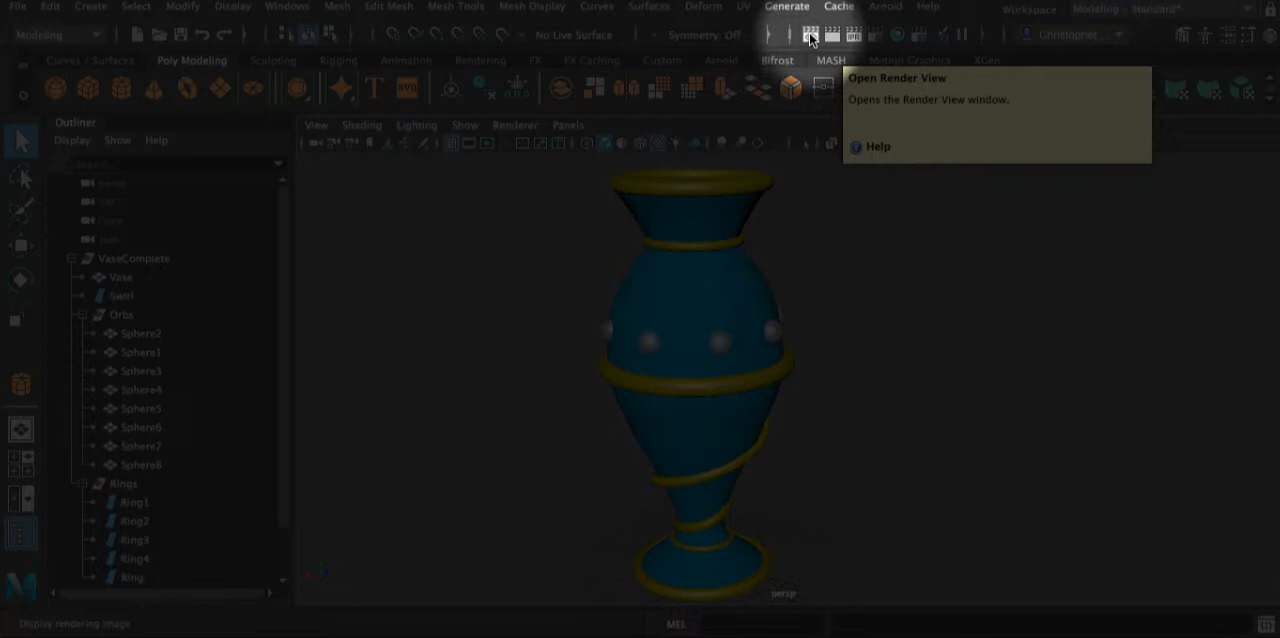 File Edit Create Select Modify Display Windows Mesh Edit Mesh Mesh Tools Mesh Display Curves Surfaces Deform UV Generate Cache Arnold Help Workspace: Modeling - Standard*
Modeling No Live Surface Symmetry: Off Christopher ...
Curves / Surfaces Poly Modeling Sculpting Rigging Animation Rendering FX FX Caching Custom Arnold Bifrost MASH Motion Graphics XGen
Open Render View
Opens the Render View window.
Help
Outliner
Display Show Help
View Shading Lighting Show Renderer Panels
VaseComplete
Vase
Swirl
Orbs
Sphere2
Sphere1
Sphere3
Sphere4
Sphere5
Sphere6
Sphere7
Sphere8
Rings
Ring1
Ring2
Ring3
Ring4
Ring
persp
Display rendering image MEL